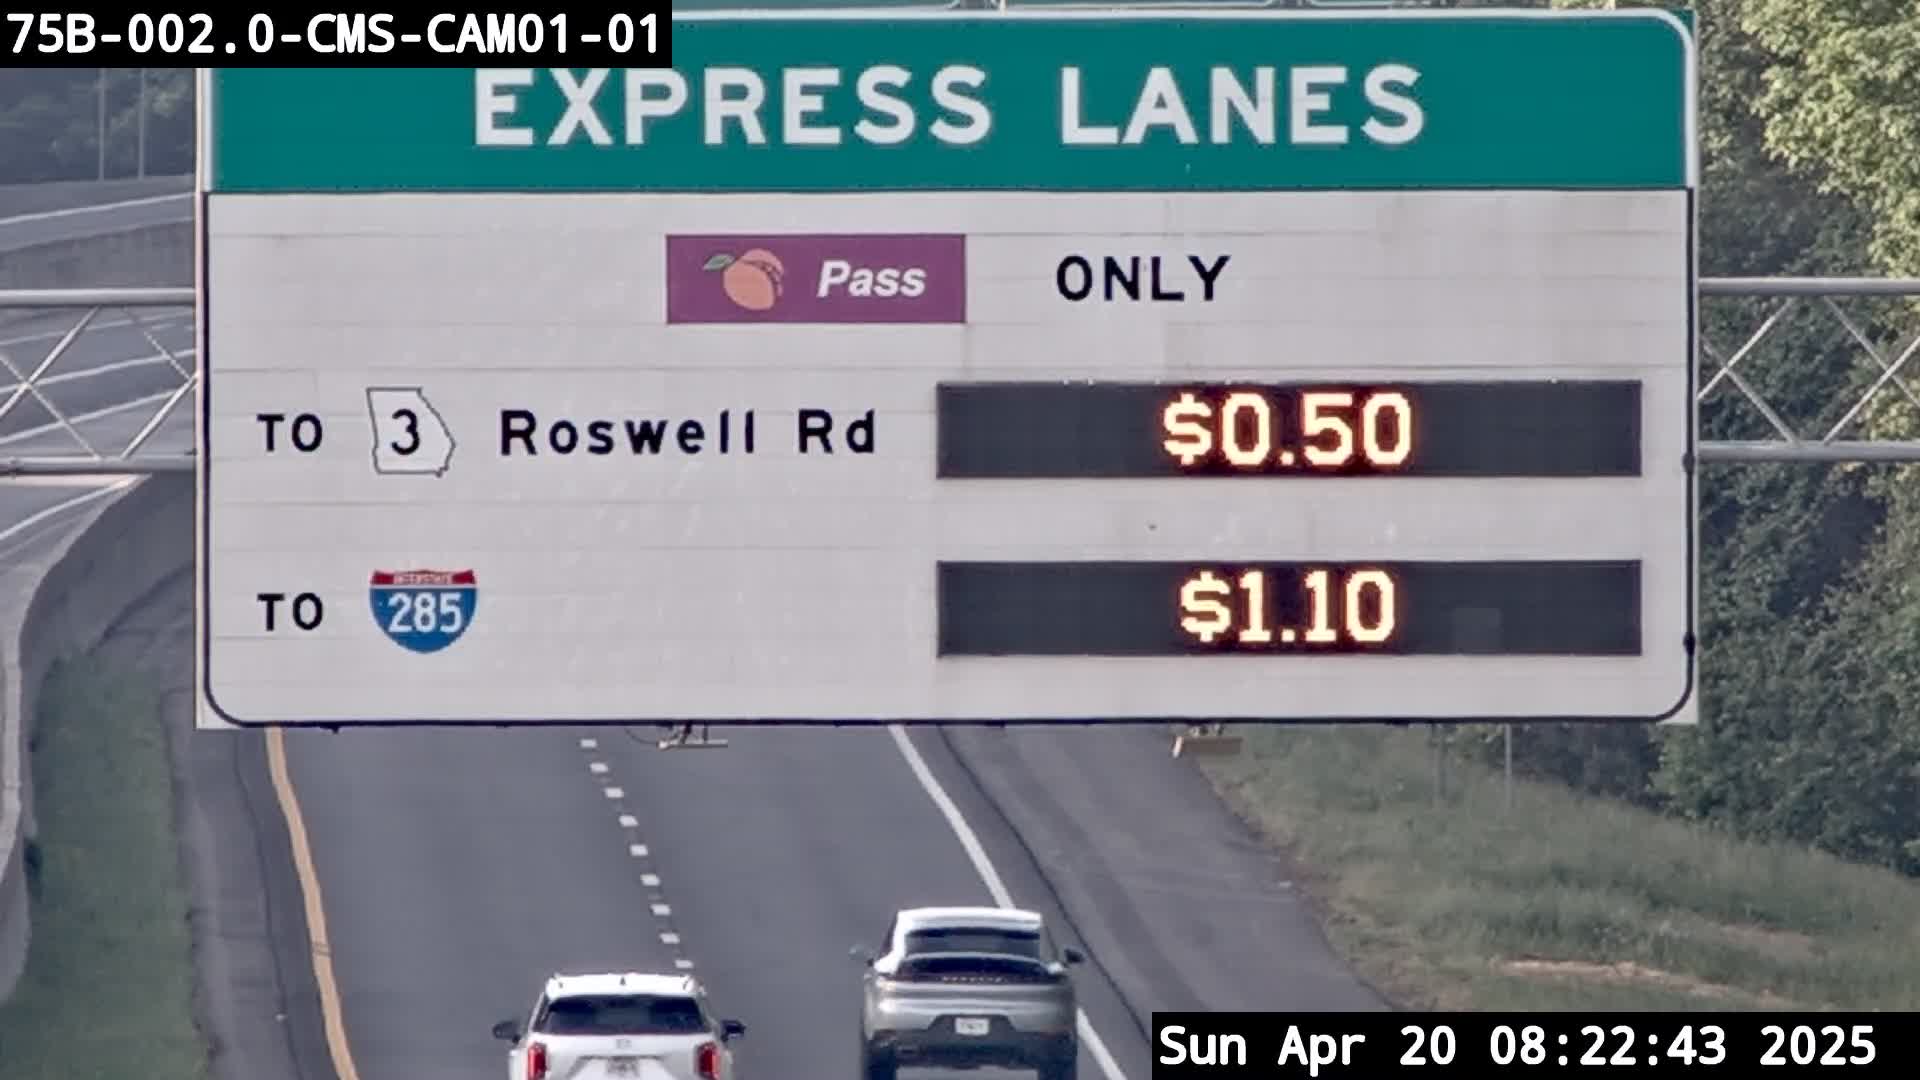 75B-002.0-CMS-CAM01-01
EXPRESS LANES
Pass ONLY
TO 3 Roswell Rd $0.50
INTERSTATE
TO 285 $1.10
Sun Apr 20 08:22:43 2025